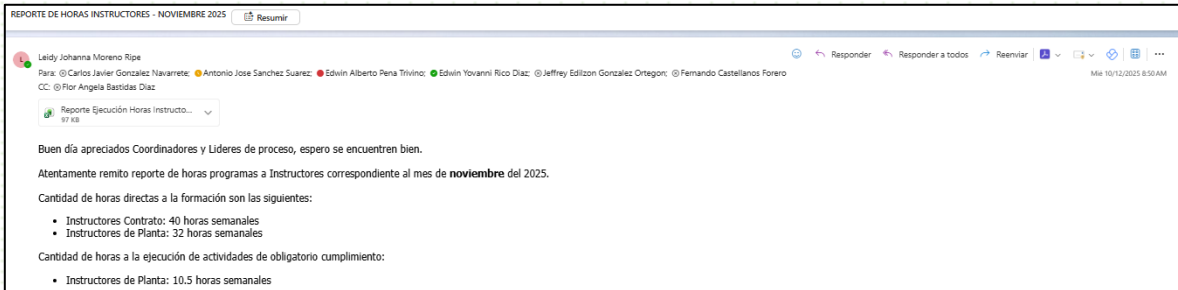 REPORTE DE HORAS INSTRUCTORES - NOVIEMBRE 2025 Resumir
L Leidy Johanna Moreno Ripe Responder Responder a todos Reenviar
Para: Carlos Javier Gonzalez Navarrete; Antonio Jose Sanchez Suarez; Edwin Alberto Pena Trivino; Edwin Yovanni Rico Diaz; Jeffrey Edilzon Gonzalez Ortegon; Fernando Castellanos Forero Mié 10/12/2025 8:50 AM
CC: Flor Angela Bastidas Diaz
Reporte Ejecución Horas Instructo...
97 KB
Buen día apreciados Coordinadores y Lideres de proceso, espero se encuentren bien.
Atentamente remito reporte de horas programas a Instructores correspondiente al mes de noviembre del 2025.
Cantidad de horas directas a la formación son las siguientes:
• Instructores Contrato: 40 horas semanales
• Instructores de Planta: 32 horas semanales
Cantidad de horas a la ejecución de actividades de obligatorio cumplimiento:
• Instructores de Planta: 10.5 horas semanales